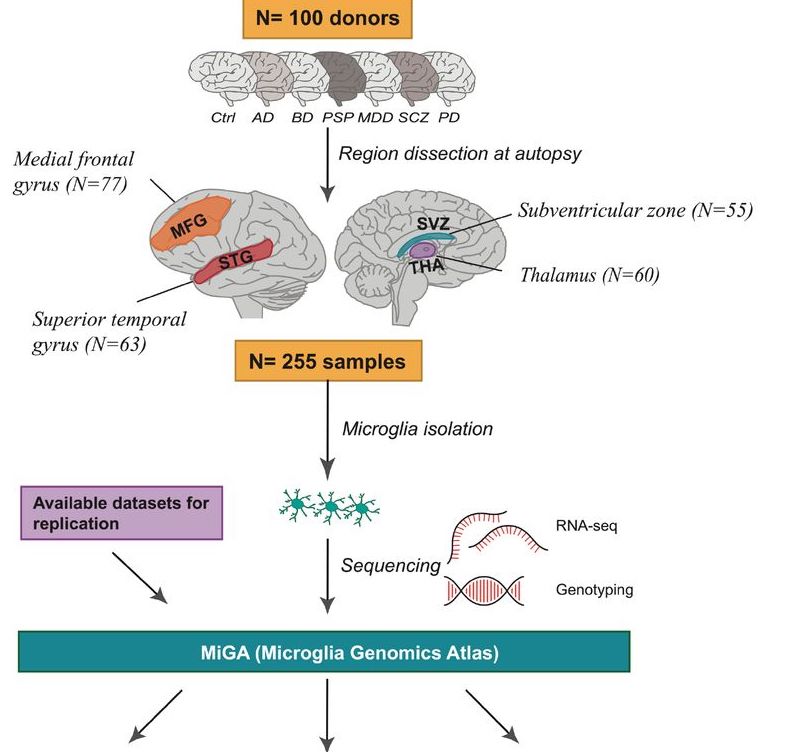 N= 100 donors
Ctrl AD BD PSP MDD SCZ PD
Region dissection at autopsy
Medial frontal
gyrus (N=77)
MFG
STG
SVZ
THA
Subventricular zone (N=55)
Thalamus (N=60)
Superior temporal
gyrus (N=63)
N= 255 samples
Microglia isolation
Available datasets for
replication
RNA-seq
Sequencing
Genotyping
MiGA (Microglia Genomics Atlas)